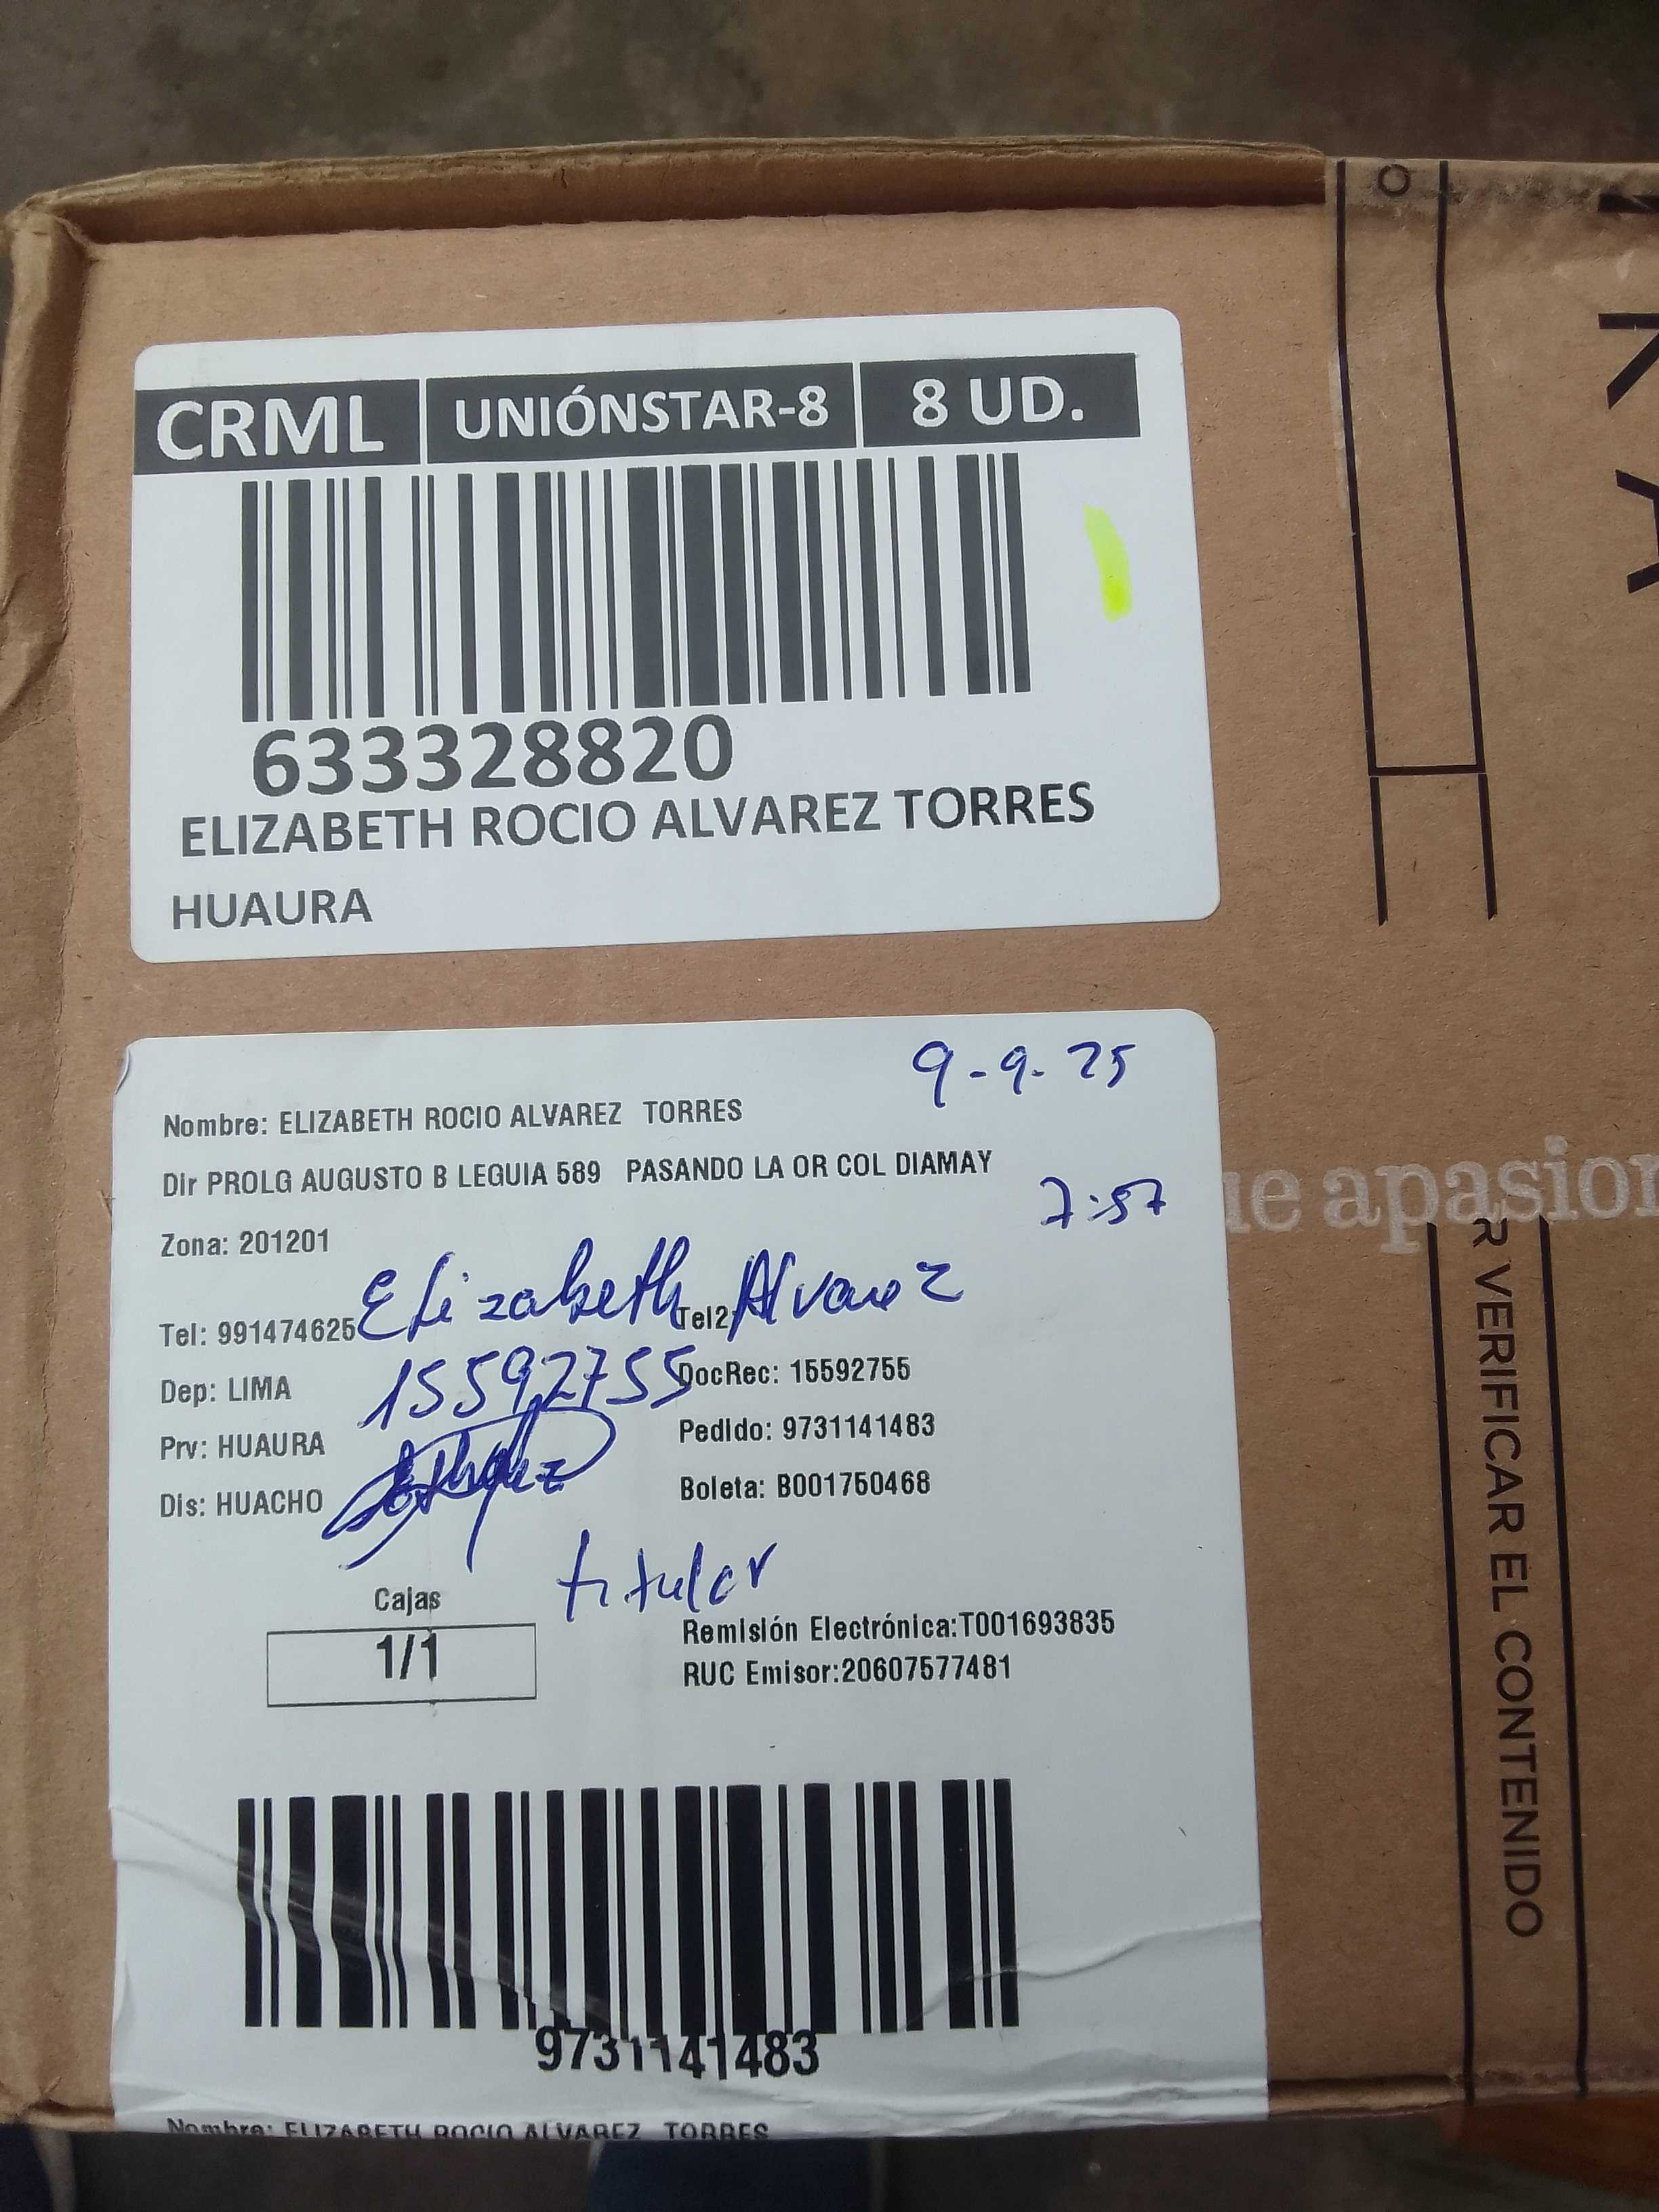 CRML UNIÓNSTAR-8 8 UD.
633328820
ELIZABETH ROCIO ALVAREZ TORRES
HUAURA
9-9-25
Nombre: ELIZABETH ROCIO ALVAREZ TORRES
Dir PROLG AUGUSTO B LEGUIA 589 PASANDO LA OR COL DIAMAY
7:57
Zona: 201201
Elizabeth Alvarez
Tel: 991474625 Tel2:
15592755
Dep: LIMA DocRec: 15592755
Prv: HUAURA Pedido: 9731141483
Dis: HUACHO Boleta: B001750468
titular
Cajas
1/1
Remisión Electrónica:T001693835
RUC Emisor:20607577481
9731141483
Nombre: ELIZABETH ROCIO ALVAREZ TORRES
ue apasion
R VERIFICAR EL CONTENIDO